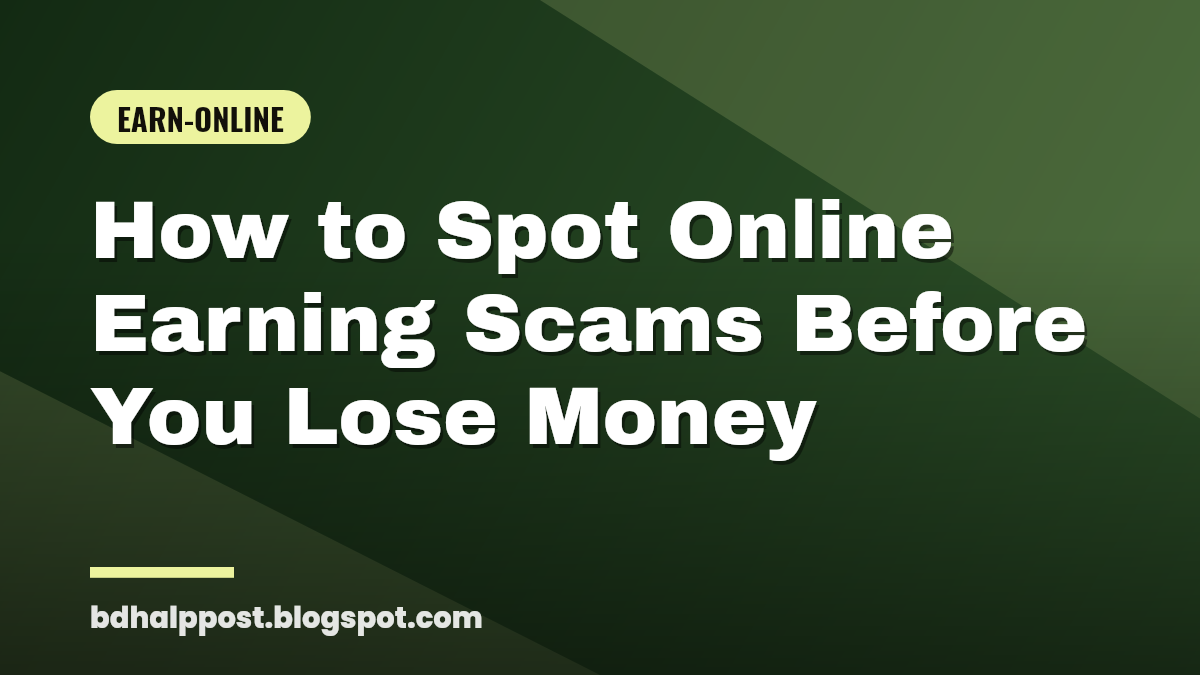 EARN-ONLINE
How to Spot Online
Earning Scams Before
You Lose Money
bdhalppost.blogspot.com